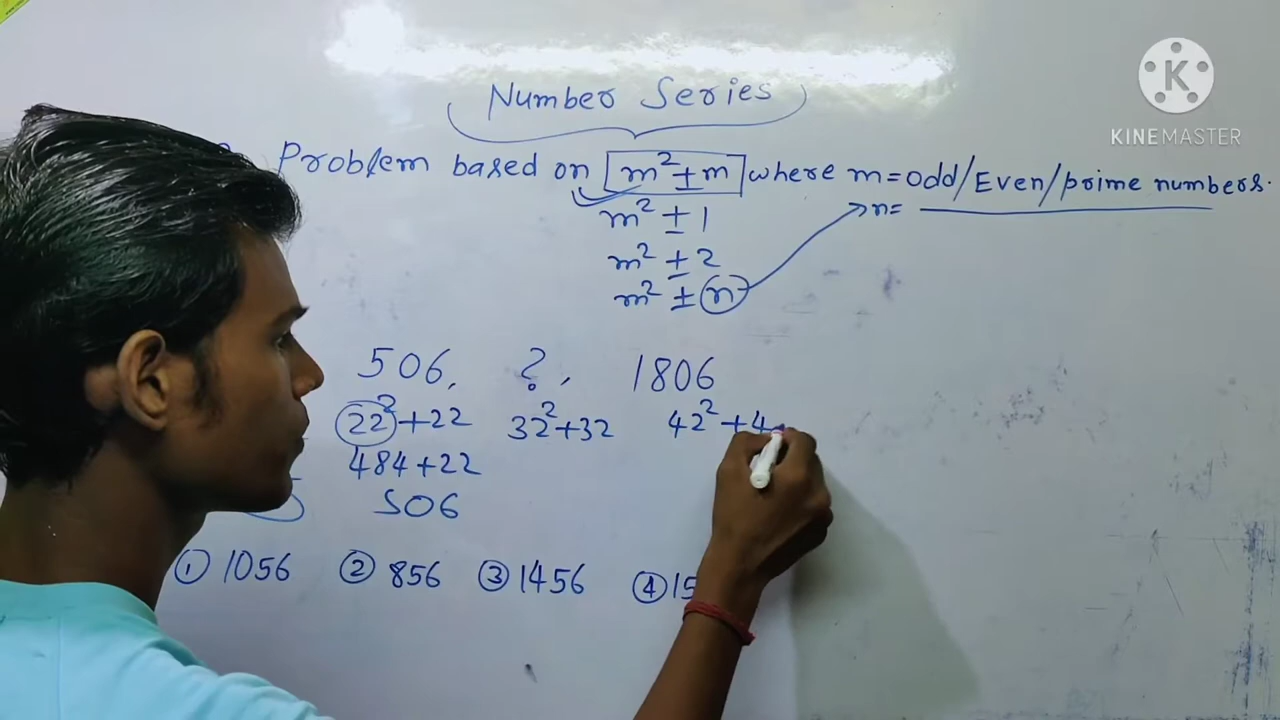 Number Series
Problem based on m² ± m where m = odd/Even/prime numbers.
m² ± 1
n =
m² ± 2
m² ± n
506, ?, 1806
22² + 22 32² + 32 42² + 4
484 + 22
506
① 1056 ② 856 ③ 1456 ④ 15
KINEMASTER